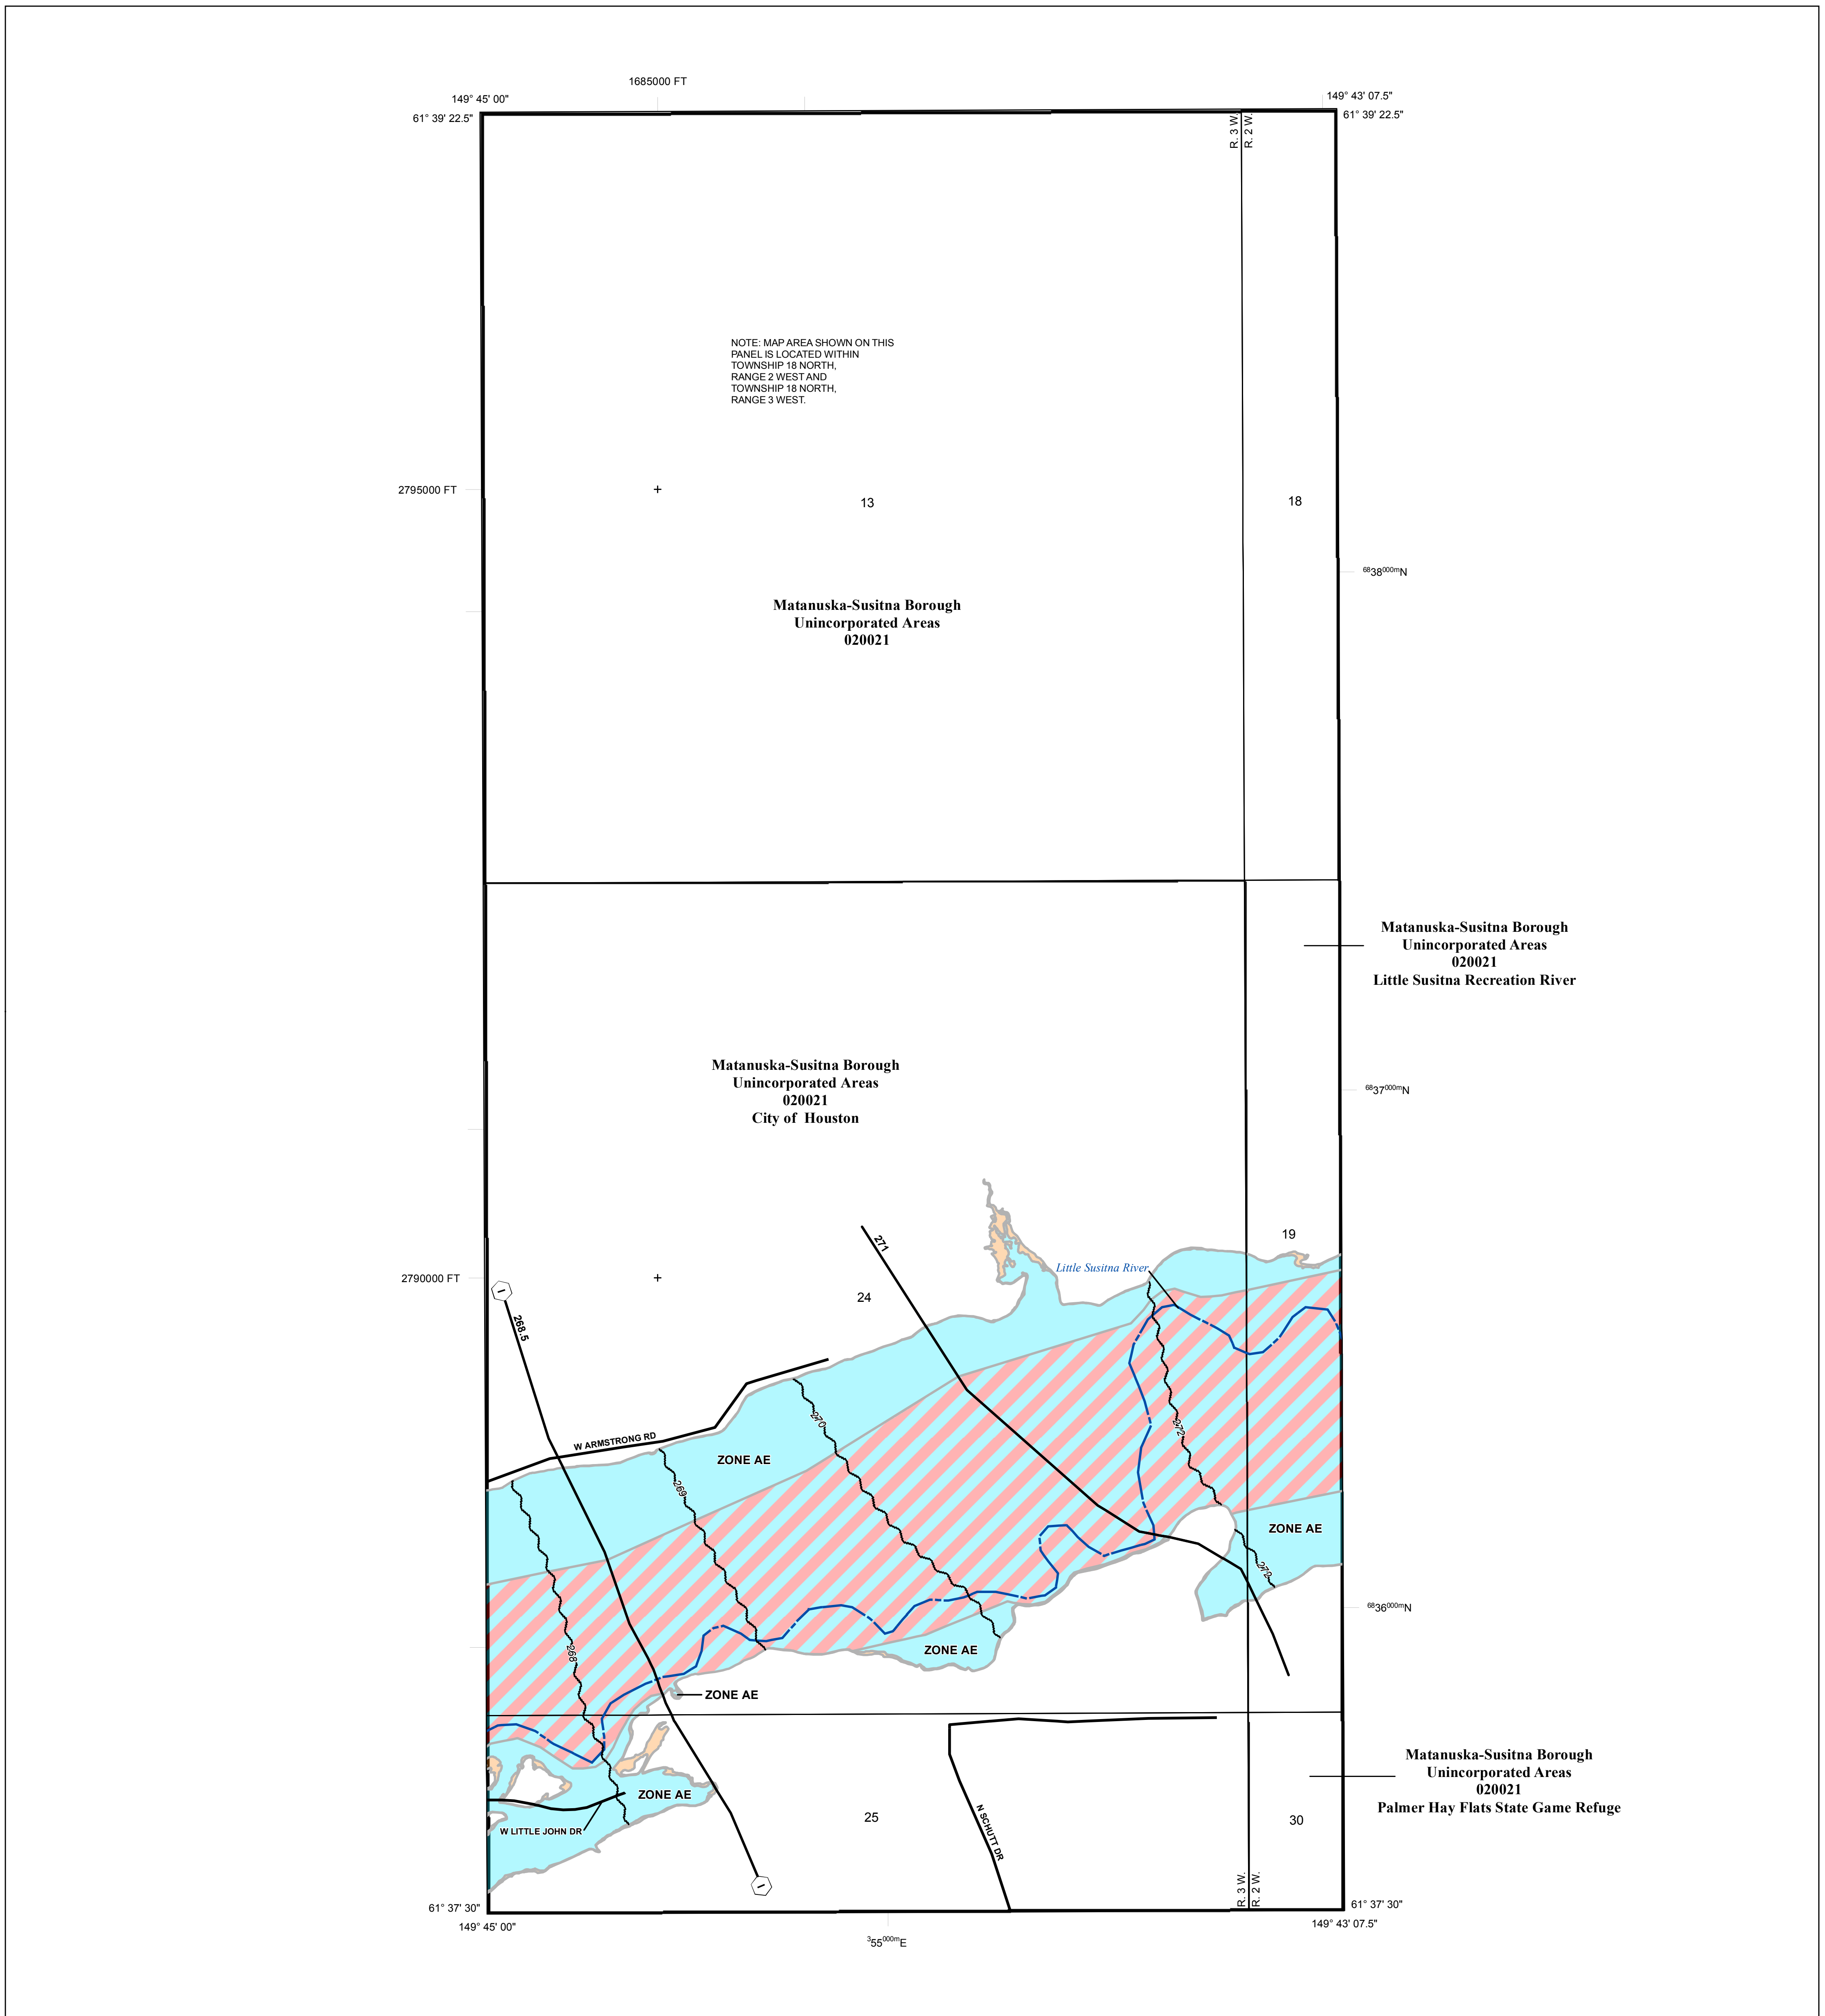 1685000 FT
149° 45' 00"
149° 43' 07.5"
61° 39' 22.5"
61° 39' 22.5"
R. 3 W.
R. 2 W.
NOTE: MAP AREA SHOWN ON THIS
PANEL IS LOCATED WITHIN
TOWNSHIP 18 NORTH,
RANGE 2 WEST AND
TOWNSHIP 18 NORTH,
RANGE 3 WEST.
2795000 FT
13
18
6838000mN
Matanuska-Susitna Borough
Unincorporated Areas
020021
Matanuska-Susitna Borough
Unincorporated Areas
020021
Little Susitna Recreation River
Matanuska-Susitna Borough
Unincorporated Areas
020021
City of Houston
6837000mN
19
271
Little Susitna River
2790000 FT
I
24
268.5
270
272
W ARMSTRONG RD
ZONE AE
269
ZONE AE
272
6836000mN
268
ZONE AE
ZONE AE
Matanuska-Susitna Borough
Unincorporated Areas
020021
Palmer Hay Flats State Game Refuge
ZONE AE
W LITTLE JOHN DR
25
N SCHUTT DR
30
I
R. 3 W.
R. 2 W.
61° 37' 30"
61° 37' 30"
149° 45' 00"
149° 43' 07.5"
355000mE